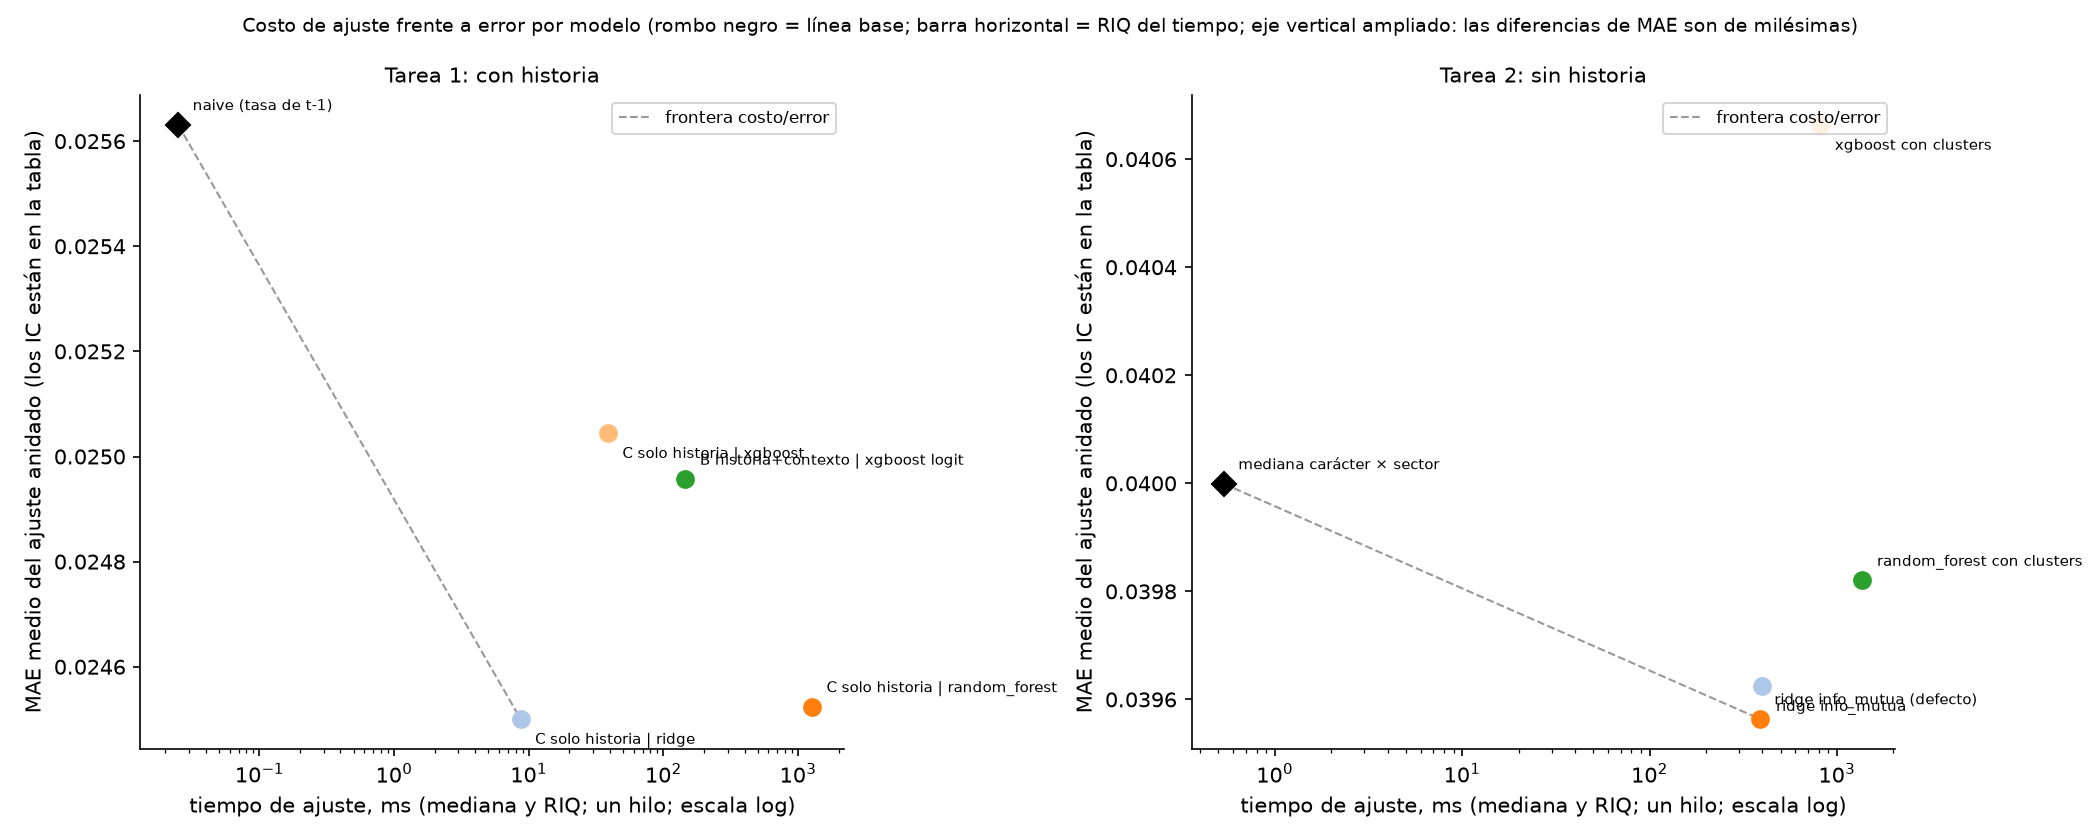 Costo de ajuste frente a error por modelo (rombo negro = línea base; barra horizontal = RIQ del tiempo; eje vertical ampliado: las diferencias de MAE son de milésimas)
Tarea 1: con historia
MAE medio del ajuste anidado (los IC están en la tabla)
0.0256
0.0254
0.0252
0.0250
0.0248
0.0246
naive (tasa de t-1)
frontera costo/error
C solo historia | xgboost
B historia+contexto | xgboost logit
C solo historia | random_forest
C solo historia | ridge
10⁻¹ 10⁰ 10¹ 10² 10³
tiempo de ajuste, ms (mediana y RIQ; un hilo; escala log)
Tarea 2: sin historia
MAE medio del ajuste anidado (los IC están en la tabla)
0.0406
0.0404
0.0402
0.0400
0.0398
0.0396
frontera costo/error
xgboost con clusters
mediana carácter × sector
random_forest con clusters
ridge info_mutua (defecto)
ridge info_mutua
10⁰ 10¹ 10² 10³
tiempo de ajuste, ms (mediana y RIQ; un hilo; escala log)